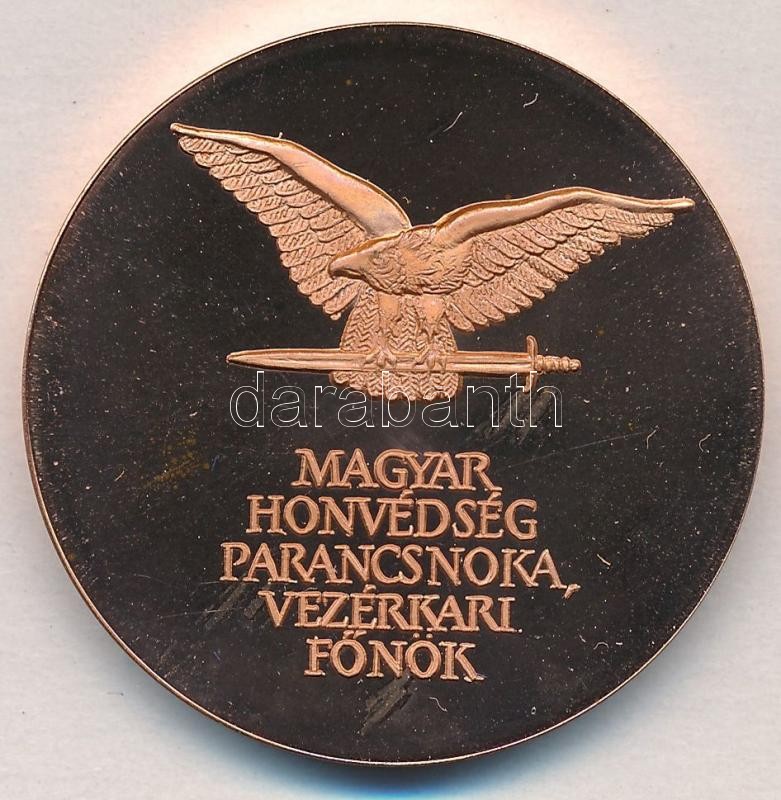 darabanth
MAGYAR
HONVÉDSÉG
PARANCSNOKA,
VEZÉRKARI
FŐNÖK